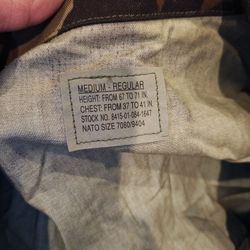 MEDIUM - REGULAR
HEIGHT: FROM 67 TO 71 IN.
CHEST: FROM 37 TO 41 IN.
STOCK NO. 8415-01-084-1647
NATO SIZE 7080/9404